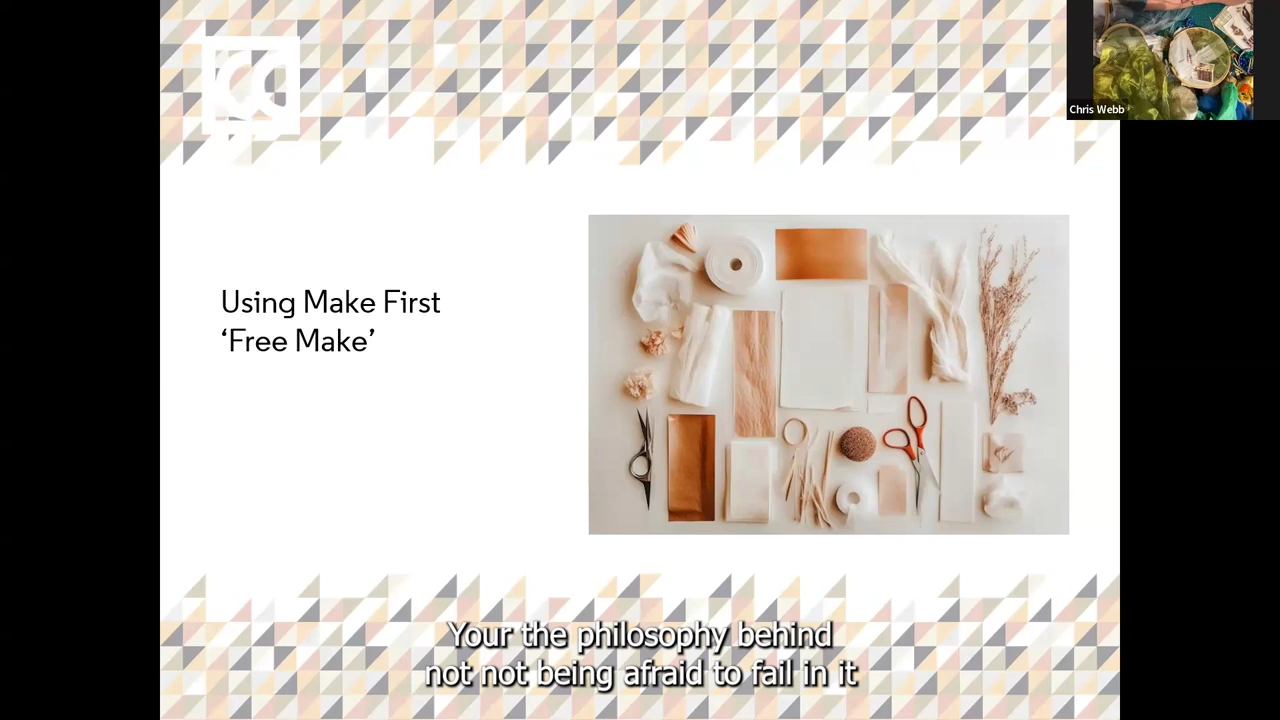 Chris Webb
Using Make First
‘Free Make’
Your the philosophy behind
not not being afraid to fail in it